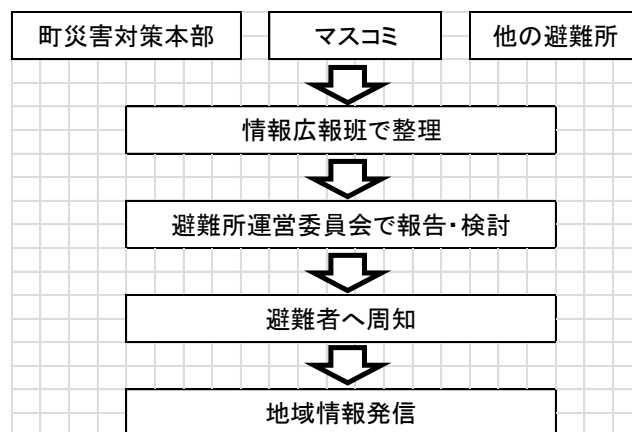 町災害対策本部 マスコミ 他の避難所
情報広報班で整理
避難所運営委員会で報告・検討
避難者へ周知
地域情報発信